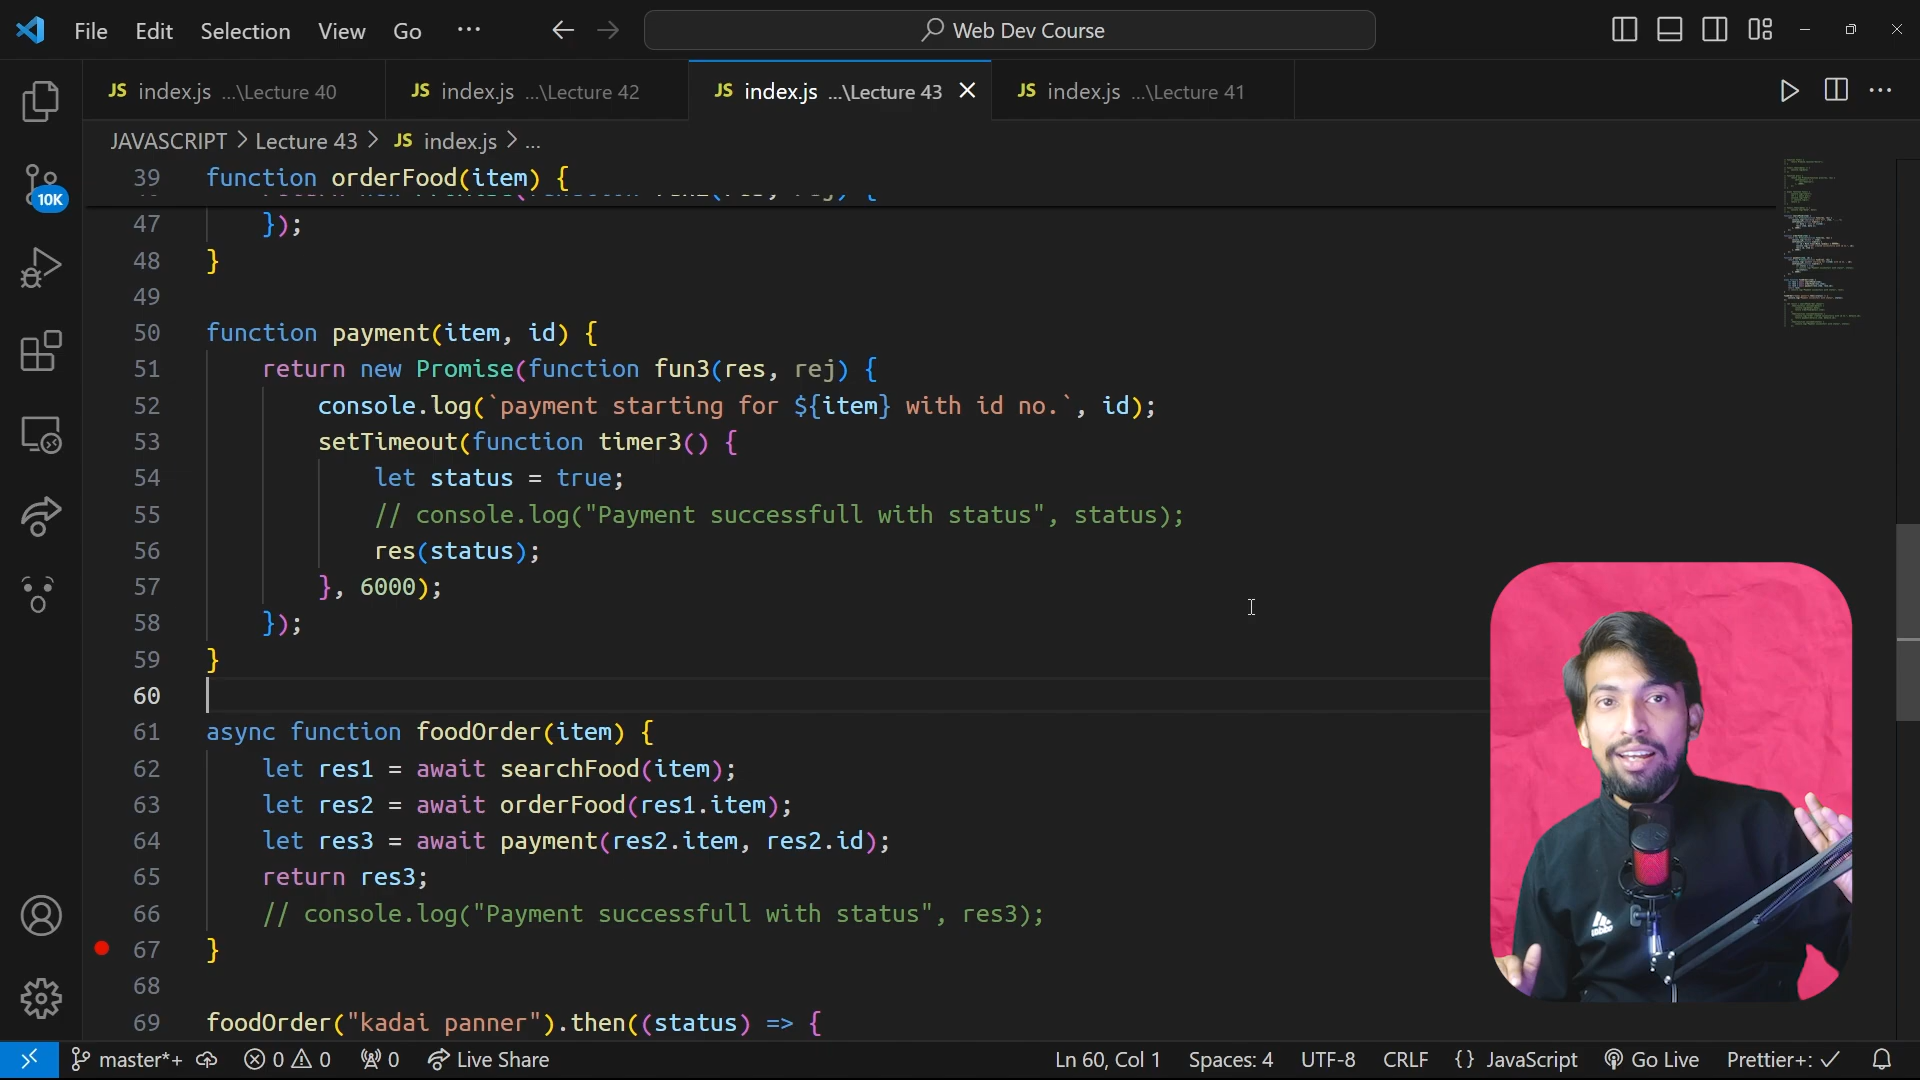 File Edit Selection View Go ··· Web Dev Course
JS index.js ...\Lecture 40 JS index.js ...\Lecture 42 JS index.js ...\Lecture 43 JS index.js ...\Lecture 41
JAVASCRIPT > Lecture 43 > JS index.js > ...
39 function orderFood(item) {
47 });
48 }
49
50 function payment(item, id) {
51 return new Promise(function fun3(res, rej) {
52 console.log(`payment starting for ${item} with id no.`, id);
53 setTimeout(function timer3() {
54 let status = true;
55 // console.log("Payment successfull with status", status);
56 res(status);
57 }, 6000);
58 });
59 }
60
61 async function foodOrder(item) {
62 let res1 = await searchFood(item);
63 let res2 = await orderFood(res1.item);
64 let res3 = await payment(res2.item, res2.id);
65 return res3;
66 // console.log("Payment successfull with status", res3);
67 }
68
69 foodOrder("kadai panner").then((status) => {
10K
master*+ 0 0 0 Live Share Ln 60, Col 1 Spaces: 4 UTF-8 CRLF {} JavaScript Go Live Prettier+: ✓